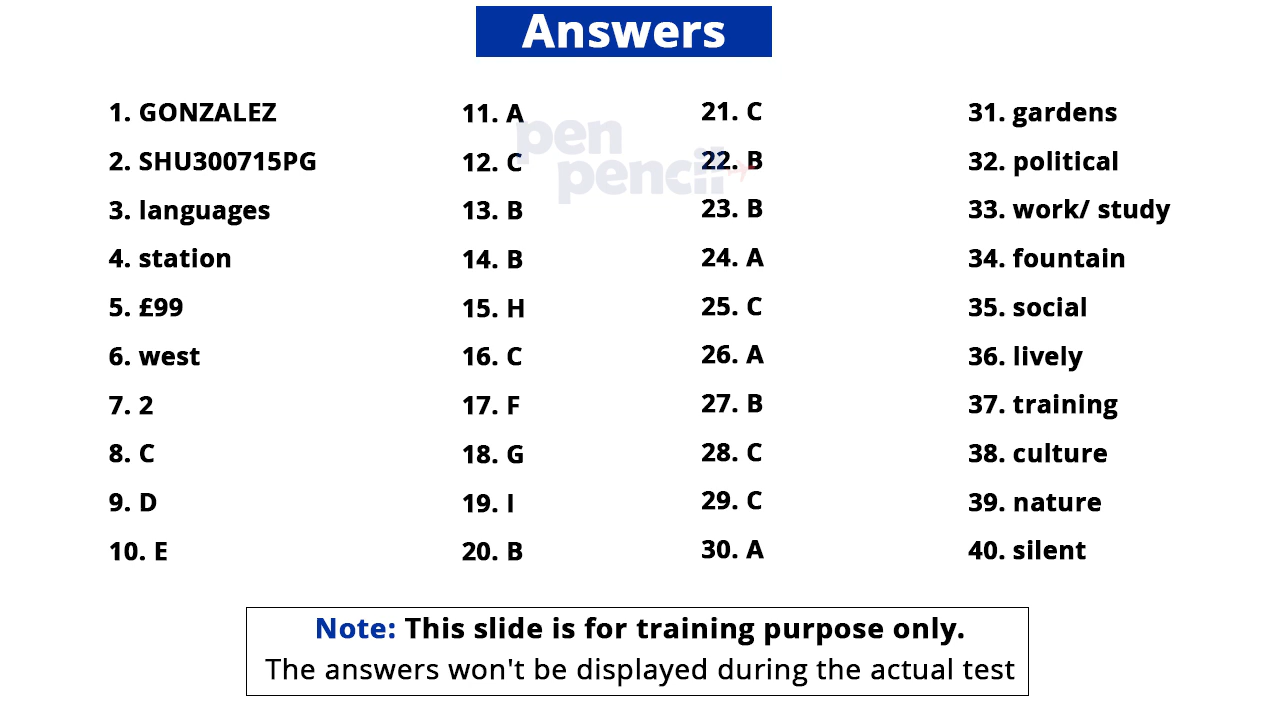 Answers
1. GONZALEZ
2. SHU300715PG
3. languages
4. station
5. £99
6. west
7. 2
8. C
9. D
10. E
11. A
12. C
13. B
14. B
15. H
16. C
17. F
18. G
19. I
20. B
21. C
22. B
23. B
24. A
25. C
26. A
27. B
28. C
29. C
30. A
31. gardens
32. political
33. work/ study
34. fountain
35. social
36. lively
37. training
38. culture
39. nature
40. silent
pen
pencil
Note: This slide is for training purpose only.
The answers won't be displayed during the actual test